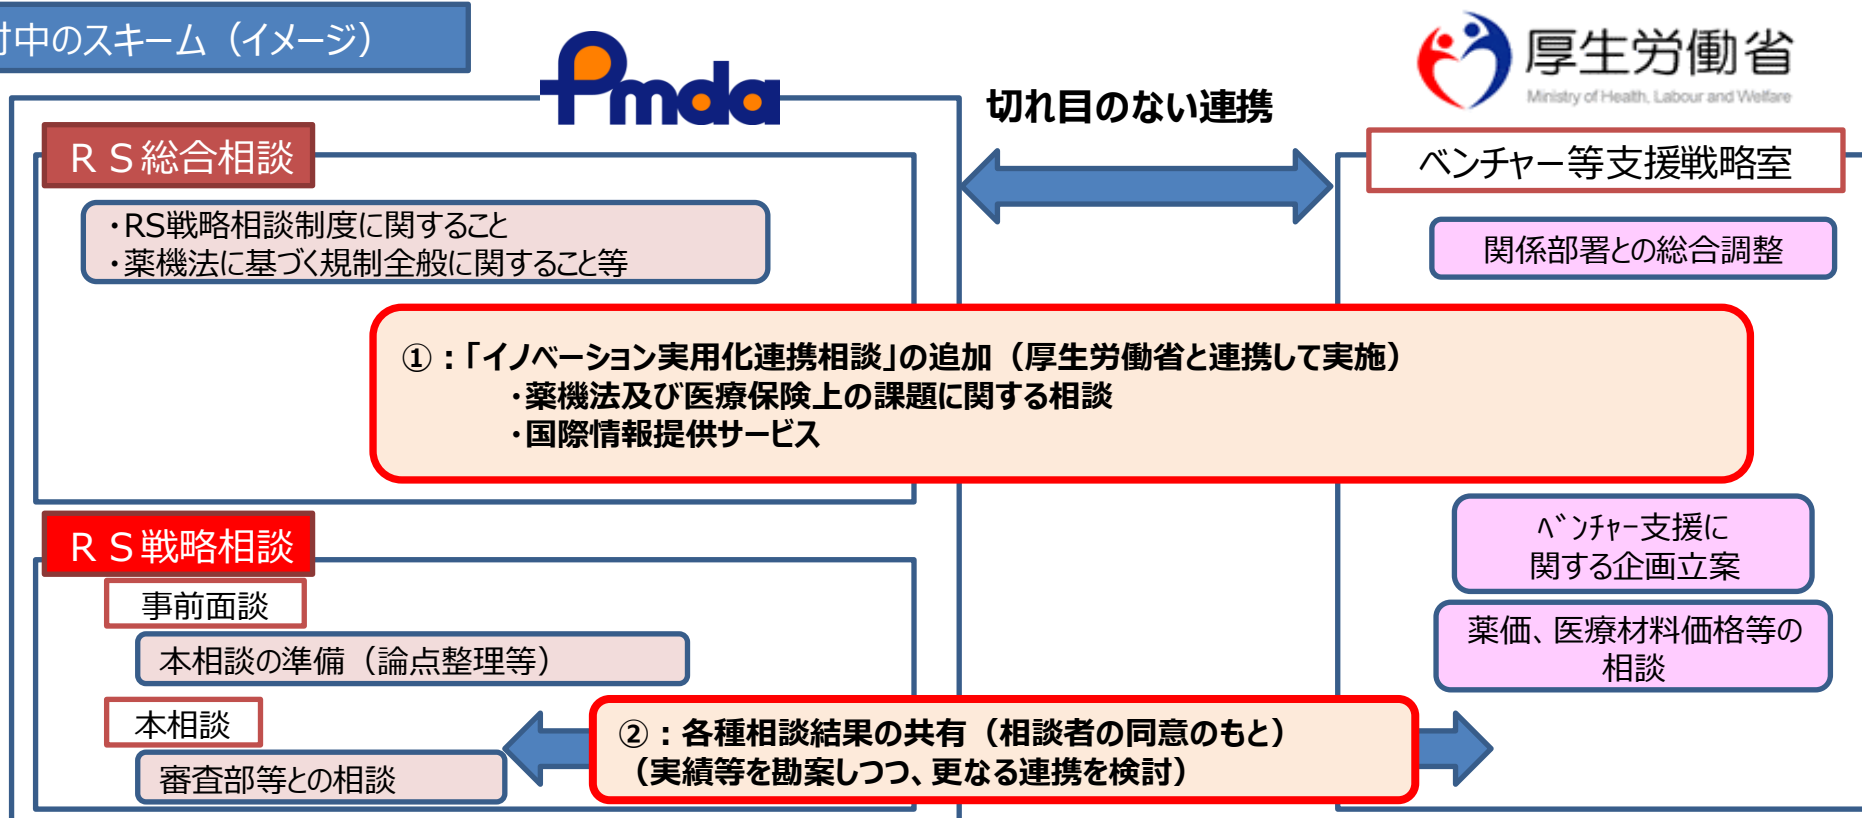 中のスキーム（イメージ）
Pmda
切れ目のない連携
厚生労働省
Ministry of Health, Labour and Welfare
ＲＳ総合相談
・RS戦略相談制度に関すること
・薬機法に基づく規制全般に関すること等
ベンチャー等支援戦略室
関係部署との総合調整
①：「イノベーション実用化連携相談」の追加（厚生労働省と連携して実施）
・薬機法及び医療保険上の課題に関する相談
・国際情報提供サービス
ＲＳ戦略相談
事前面談
本相談の準備（論点整理等）
本相談
審査部等との相談
ﾍﾞﾝﾁｬｰ支援に
関する企画立案
薬価、医療材料価格等の
相談
②：各種相談結果の共有（相談者の同意のもと）
（実績等を勘案しつつ、更なる連携を検討）